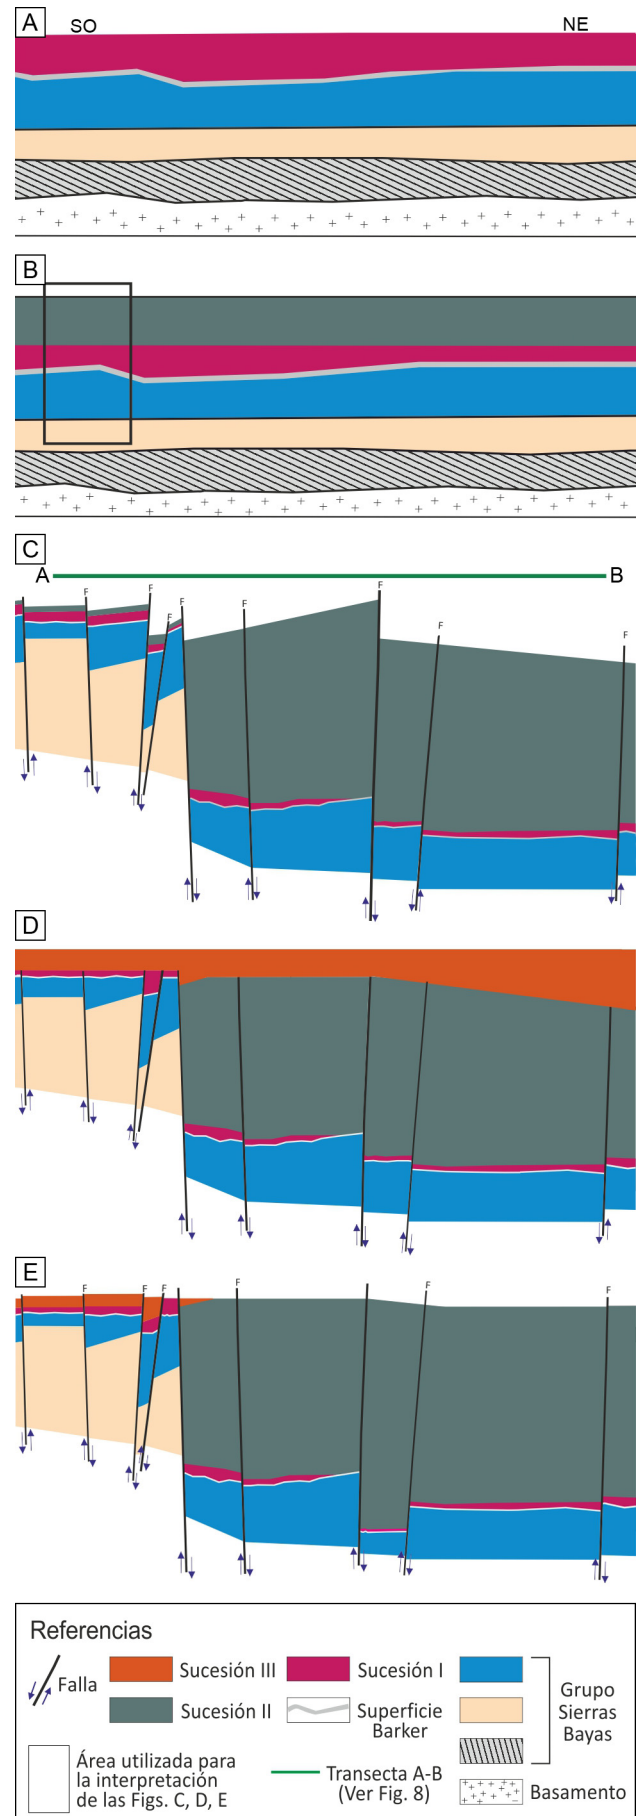 A
SO
NE
B
C
A
B
F
F
F
F
F
F
F
F
D
E
F
F
F
F
F
F
F
Referencias
Falla
Sucesión III
Sucesión I
Sucesión II
Superficie
Barker
Grupo
Sierras
Bayas
Área utilizada para
la interpretación
de las Figs. C, D, E
Transecta A-B
(Ver Fig. 8)
Basamento